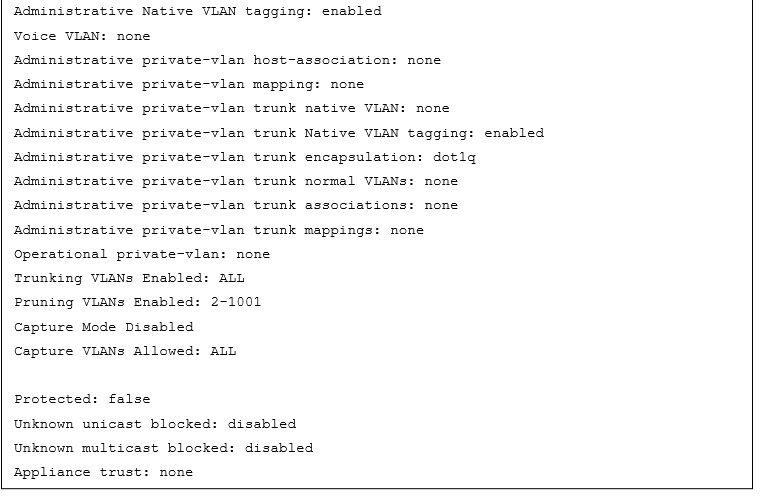 Administrative Native VLAN tagging: enabled
Voice VLAN: none
Administrative private-vlan host-association: none
Administrative private-vlan mapping: none
Administrative private-vlan trunk native VLAN: none
Administrative private-vlan trunk Native VLAN tagging: enabled
Administrative private-vlan trunk encapsulation: dot1q
Administrative private-vlan trunk normal VLANs: none
Administrative private-vlan trunk associations: none
Administrative private-vlan trunk mappings: none
Operational private-vlan: none
Trunking VLANs Enabled: ALL
Pruning VLANs Enabled: 2-1001
Capture Mode Disabled
Capture VLANs Allowed: ALL
Protected: false
Unknown unicast blocked: disabled
Unknown multicast blocked: disabled
Appliance trust: none